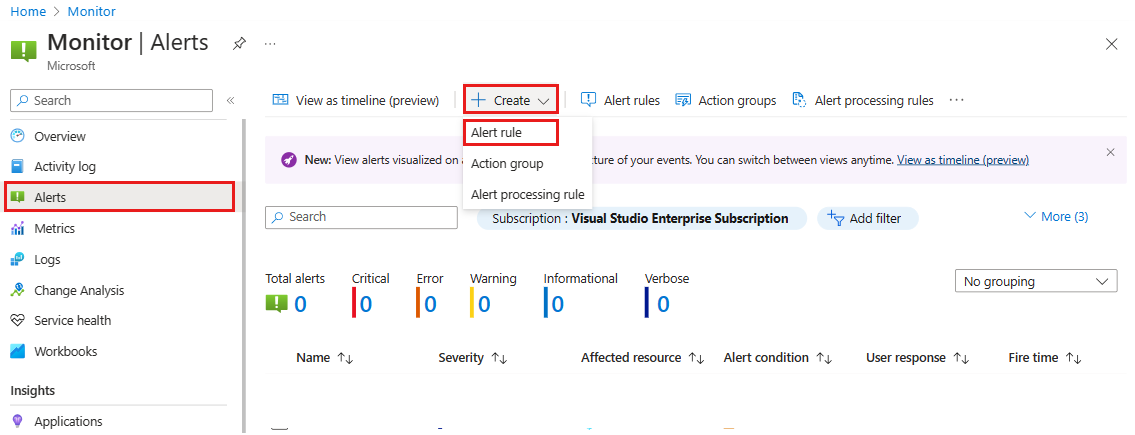 Home > Monitor
Monitor | Alerts
...
Microsoft
Search
«
Overview
Activity log
Alerts
Metrics
Logs
Change Analysis
Service health
Workbooks
Insights
Applications
View as timeline (preview)
+ Create
Alert rules
Action groups
Alert processing rules
...
Alert rule
Action group
Alert processing rule
New: View alerts visualized on cture of your events. You can switch between views anytime. View as timeline (preview)
Search
Subscription : Visual Studio Enterprise Subscription
Add filter
More (3)
Total alerts
0
Critical
0
Error
0
Warning
0
Informational
0
Verbose
0
No grouping
Name ↑↓
Severity ↑↓
Affected resource ↑↓
Alert condition ↑↓
User response ↑↓
Fire time ↑↓